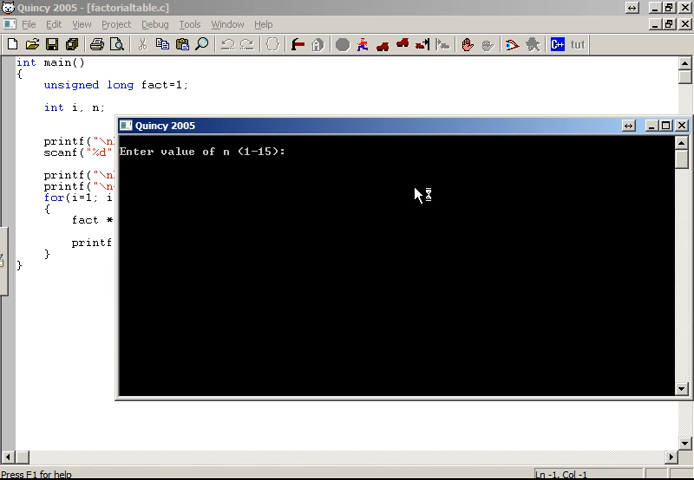 Quincy 2005 - [factorialtable.c]
File Edit View Project Debug Tools Window Help
C++ tut
int main()
{
unsigned long fact=1;
int i, n;
printf("\n
scanf("%d"
printf("\n
printf("\n
for(i=1; i
{
fact *
printf
}
}
Quincy 2005
Enter value of n (1-15):
Press F1 for help
Ln -1, Col -1